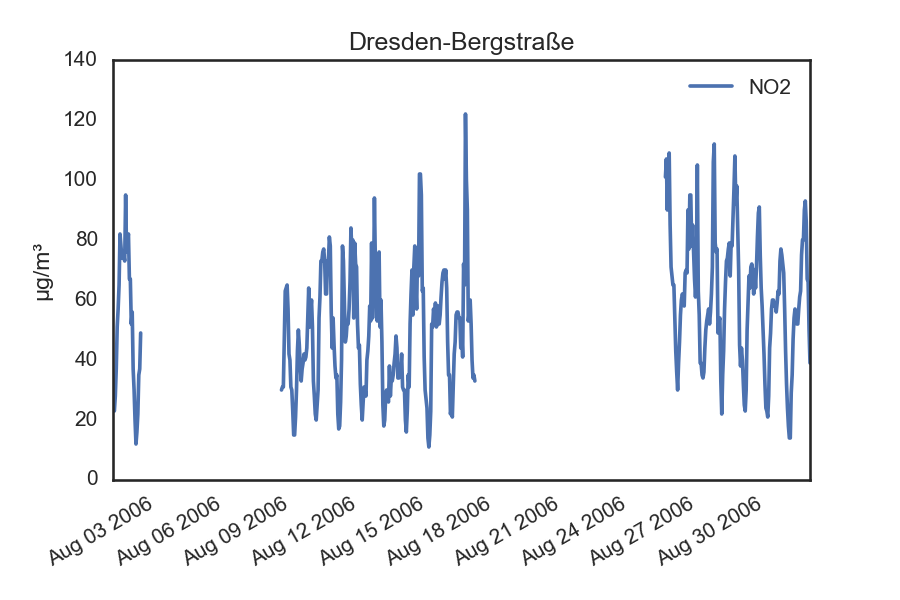 Dresden-Bergstraße
140
120
100
80
60
40
20
0
µg/m³
NO2
Aug 03 2006
Aug 06 2006
Aug 09 2006
Aug 12 2006
Aug 15 2006
Aug 18 2006
Aug 21 2006
Aug 24 2006
Aug 27 2006
Aug 30 2006